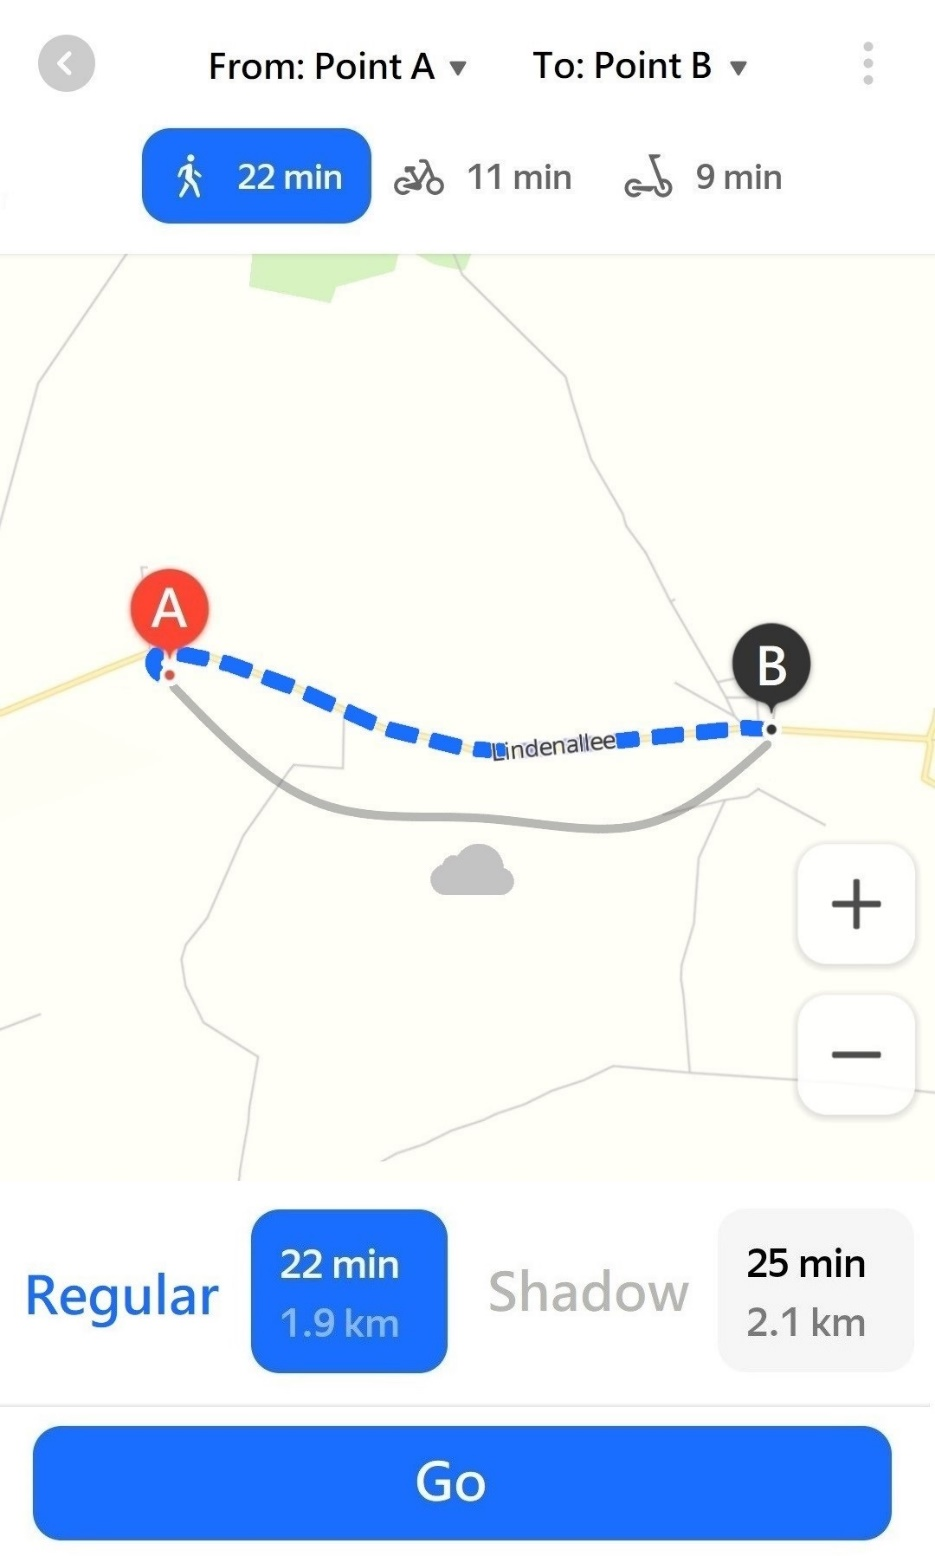 From: Point A To: Point B
22 min 11 min 9 min
A
B
Lindenallee
Regular 22 min 1.9 km
Shadow 25 min 2.1 km
Go